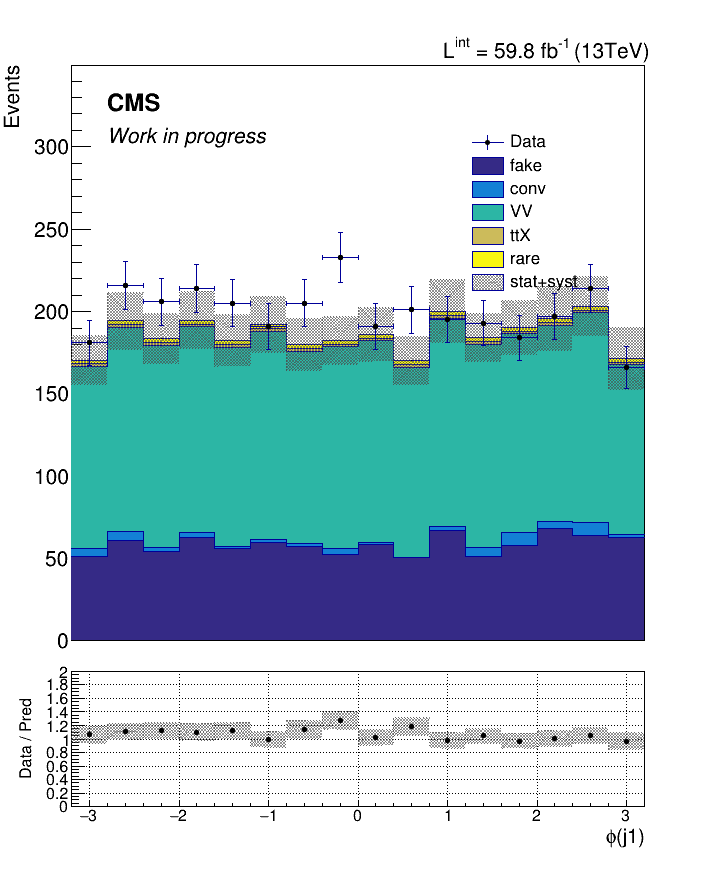 L^int = 59.8 fb^-1 (13TeV)
Events
CMS
Work in progress
Data
fake
conv
VV
ttX
rare
stat+syst
300
250
200
150
100
50
0
Data / Pred
2
1.8
1.6
1.4
1.2
1
0.8
0.6
0.4
0.2
0
−3 −2 −1 0 1 2 3
ϕ(j1)